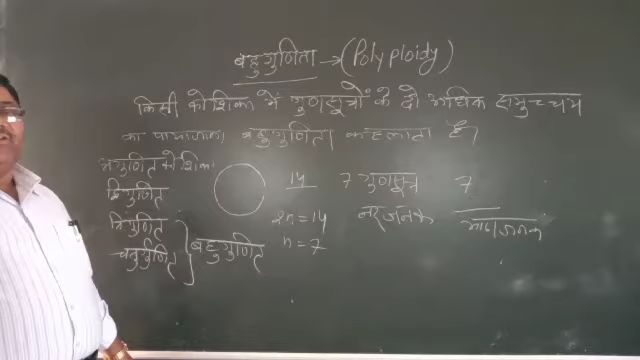 बहुगुणिता → (Polyploidy)
किसी कोशिका में गुणसूत्रों के दो अधिक समुच्चय
का पाया जाना बहुगुणिता कहलाता है।
अगुणित कोशिका
द्विगुणित 14 7 गुणसूत्र 7
त्रिगुणित 2n = 14 नर जनक मादा जनक
चतुर्गुणित } बहुगुणित n = 7